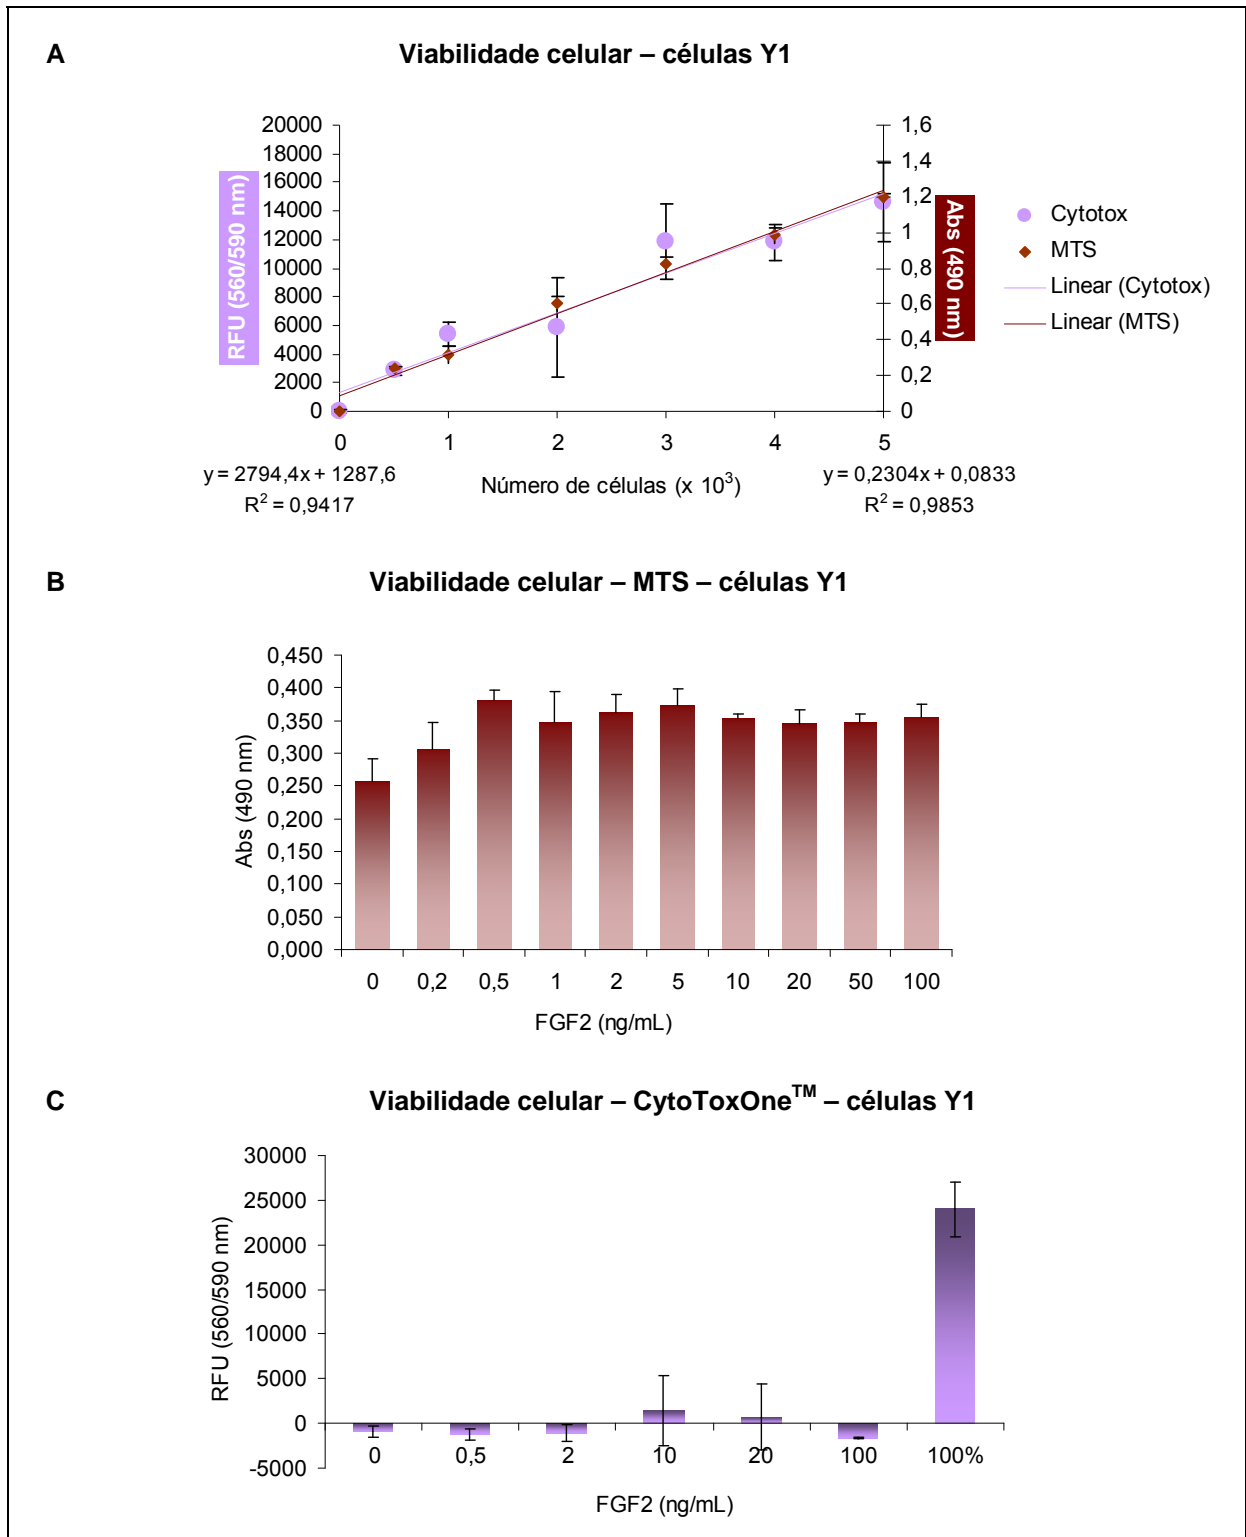 A
Viabilidade celular – células Y1
20000
18000
16000
14000
12000
10000
8000
6000
4000
2000
0
RFU (560/590 nm)
1,6
1,4
1,2
1
0,8
0,6
0,4
0,2
0
Abs (490 nm)
0 1 2 3 4 5
Número de células (x 10³)
y = 2794,4x + 1287,6
R² = 0,9417
y = 0,2304x + 0,0833
R² = 0,9853
Cytotox
MTS
Linear (Cytotox)
Linear (MTS)
B
Viabilidade celular – MTS – células Y1
0,450
0,400
0,350
0,300
0,250
0,200
0,150
0,100
0,050
0,000
Abs (490 nm)
0 0,2 0,5 1 2 5 10 20 50 100
FGF2 (ng/mL)
C
Viabilidade celular – CytoToxOne™ – células Y1
30000
25000
20000
15000
10000
5000
0
-5000
RFU (560/590 nm)
0 0,5 2 10 20 100 100%
FGF2 (ng/mL)